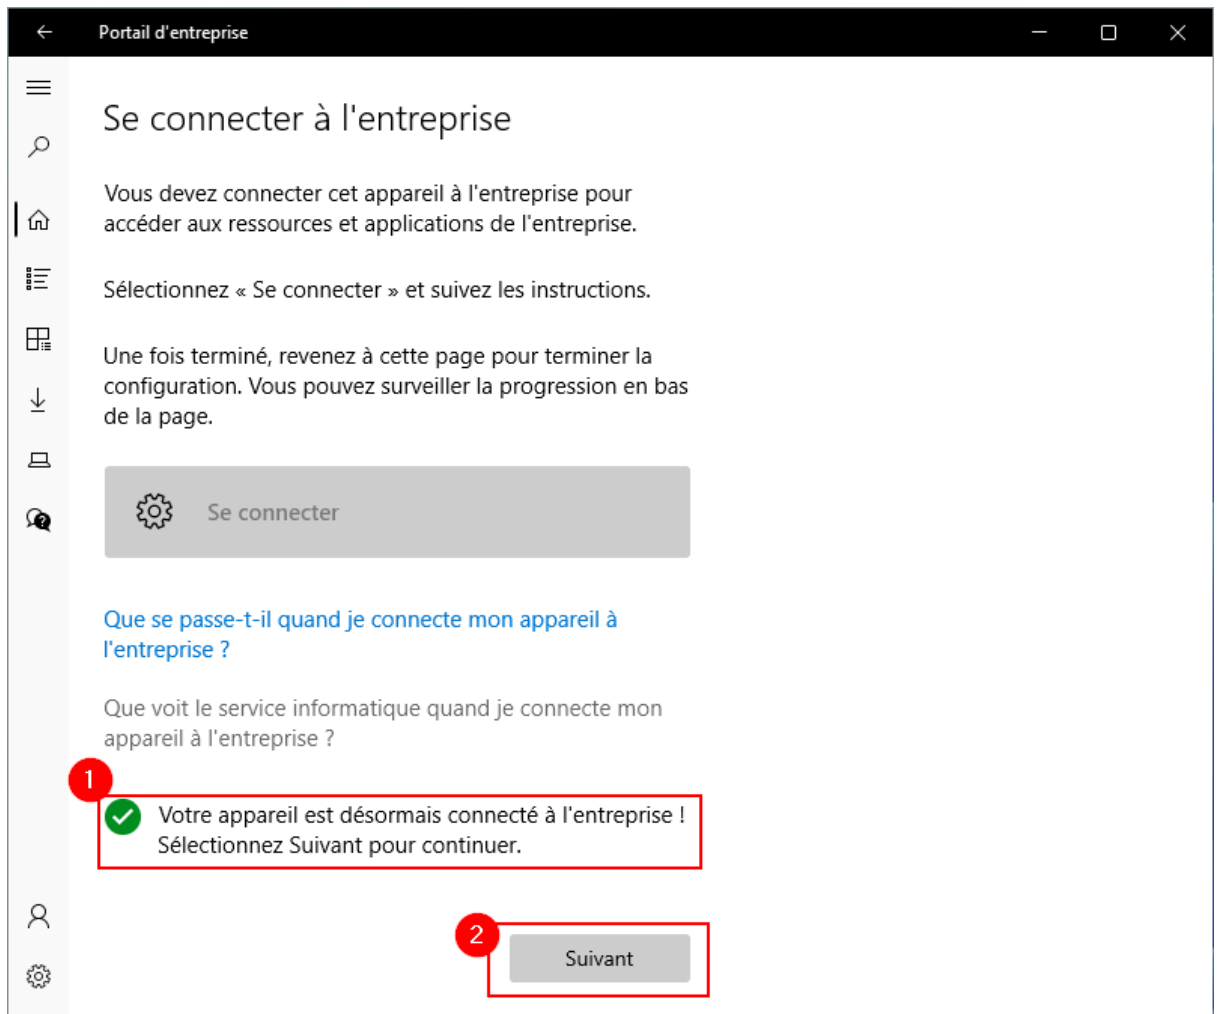 Portail d'entreprise
Se connecter à l'entreprise
Vous devez connecter cet appareil à l'entreprise pour
accéder aux ressources et applications de l'entreprise.
Sélectionnez « Se connecter » et suivez les instructions.
Une fois terminé, revenez à cette page pour terminer la
configuration. Vous pouvez surveiller la progression en bas
de la page.
Se connecter
Que se passe-t-il quand je connecte mon appareil à
l'entreprise ?
Que voit le service informatique quand je connecte mon
appareil à l'entreprise ?
1
Votre appareil est désormais connecté à l'entreprise !
Sélectionnez Suivant pour continuer.
2
Suivant